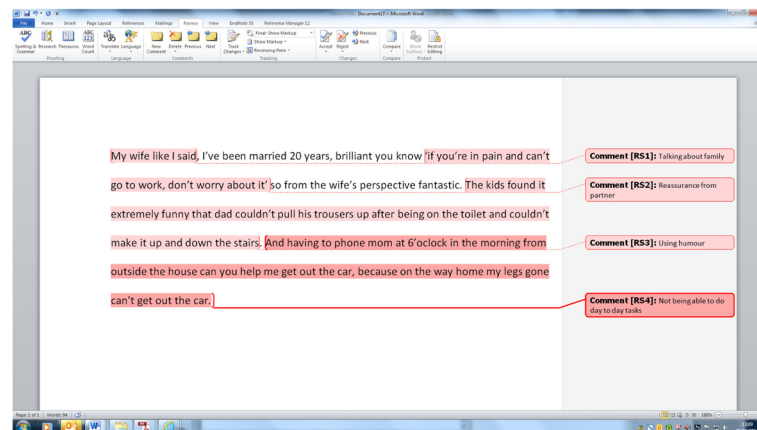 Document17 - Microsoft Word
File Home Insert Page Layout References Mailings Review View EndNote X5 Reference Manager 12
Spelling & Grammar Research Thesaurus Word Count
Translate Language
New Comment Delete Previous Next
Track Changes Final: Show Markup Show Markup Reviewing Pane
Accept Reject Previous Next
Compare Block Authors Restrict Editing
Proofing Language Comments Tracking Changes Compare Protect
My wife like I said, I've been married 20 years, brilliant you know 'if you're in pain and can't
go to work, don't worry about it' so from the wife's perspective fantastic. The kids found it
extremely funny that dad couldn't pull his trousers up after being on the toilet and couldn't
make it up and down the stairs. And having to phone mom at 6'oclock in the morning from
outside the house can you help me get out the car, because on the way home my legs gone
can't get out the car.
Comment [RS1]: Talking about family
Comment [RS2]: Reassurance from
partner
Comment [RS3]: Using humour
Comment [RS4]: Not being able to do
day to day tasks
Page: 1 of 1 Words: 94
180%
13:09